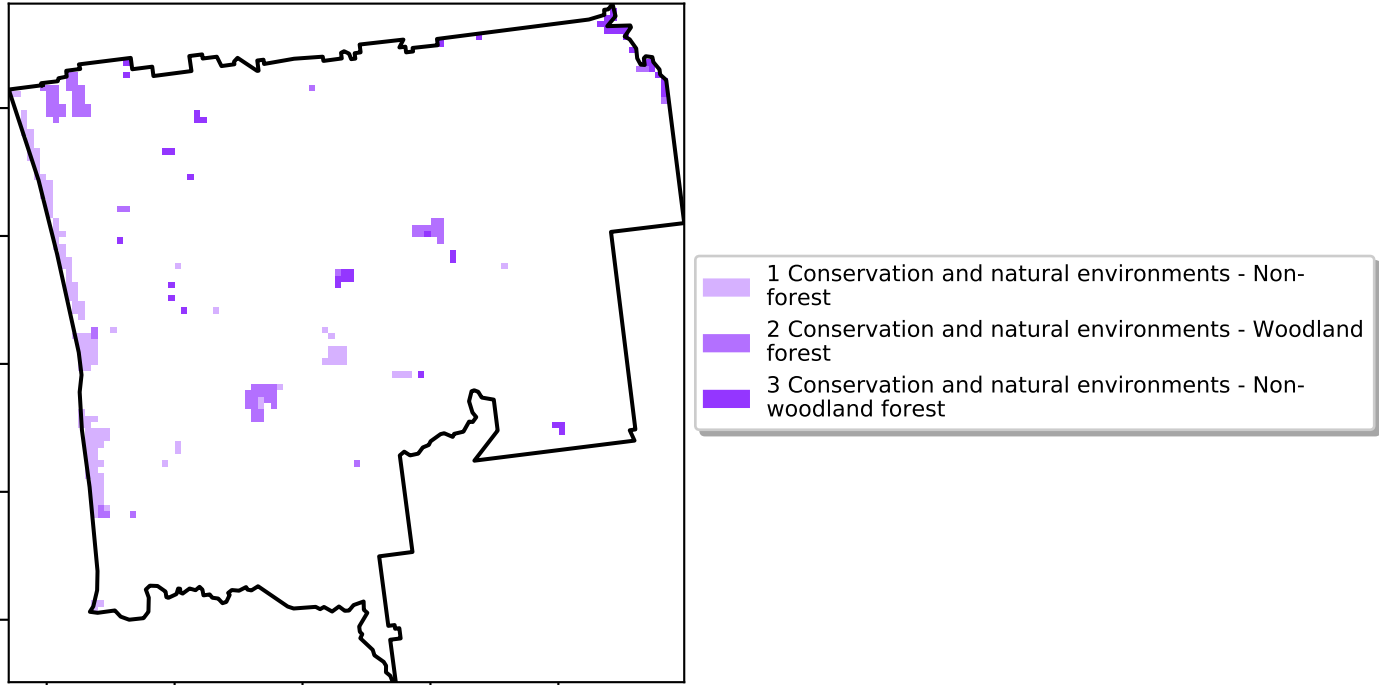 1 Conservation and natural environments - Non-
forest
2 Conservation and natural environments - Woodland
forest
3 Conservation and natural environments - Non-
woodland forest